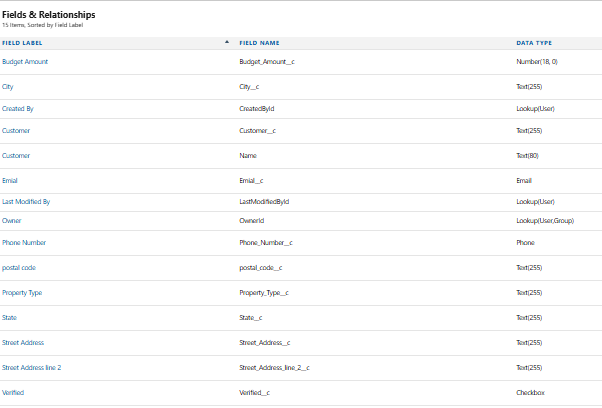 Fields & Relationships
15 Items, Sorted by Field Label
FIELD LABEL FIELD NAME DATA TYPE
Budget Amount Budget_Amount__c Number(18, 0)
City City__c Text(255)
Created By CreatedById Lookup(User)
Customer Customer__c Text(255)
Customer Name Text(80)
Emial Emial__c Email
Last Modified By LastModifiedById Lookup(User)
Owner OwnerId Lookup(User,Group)
Phone Number Phone_Number__c Phone
postal code postal_code__c Text(255)
Property Type Property_Type__c Text(255)
State State__c Text(255)
Street Address Street_Address__c Text(255)
Street Address line 2 Street_Address_line_2__c Text(255)
Verified Verified__c Checkbox